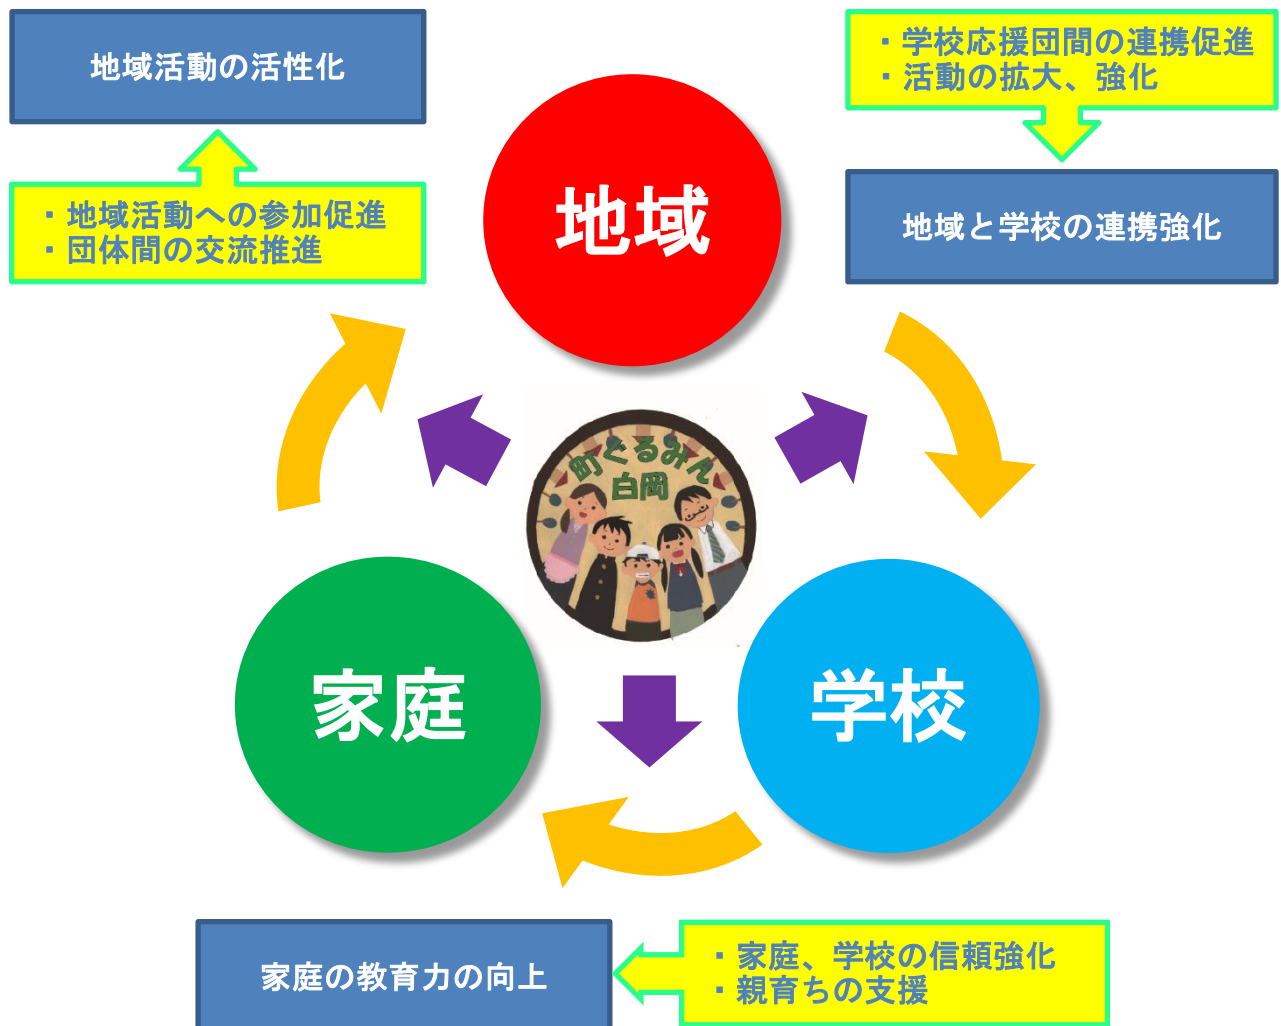 地域活動の活性化
・地域活動への参加促進
・団体間の交流推進
・学校応援団間の連携促進
・活動の拡大、強化
地域と学校の連携強化
地域
町ぐるみん
白岡
家庭
学校
家庭の教育力の向上
・家庭、学校の信頼強化
・親育ちの支援